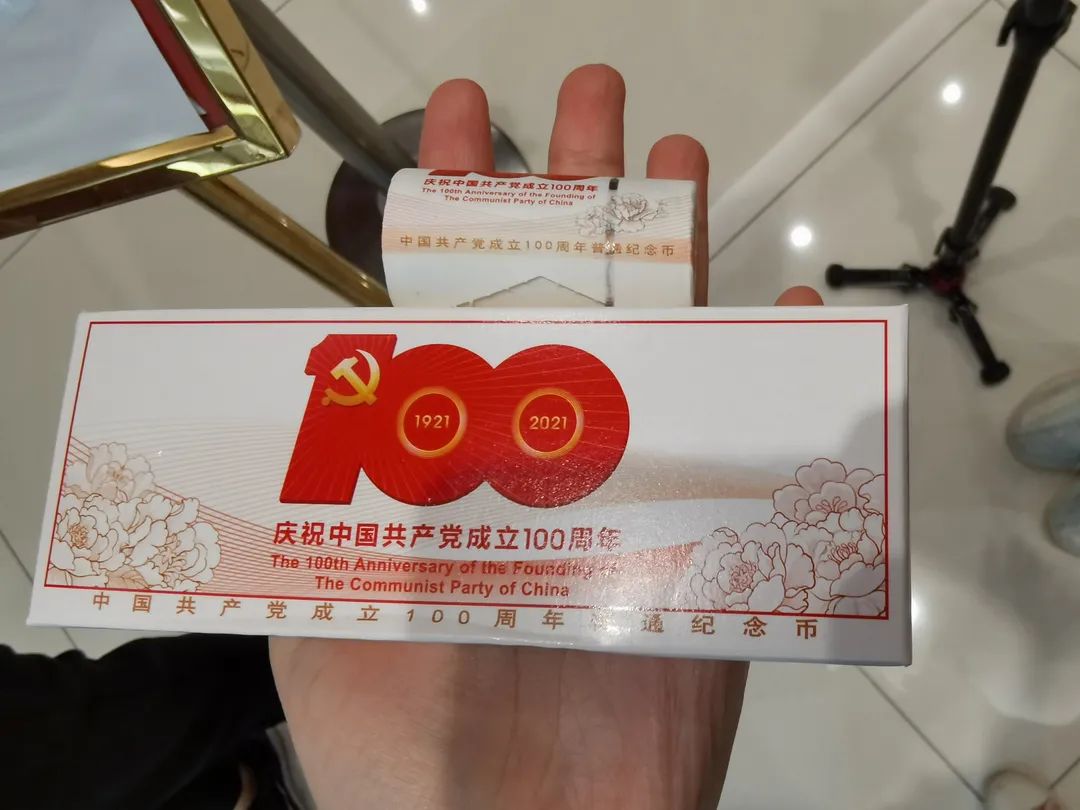 庆祝中国共产党成立100周年
The 100th Anniversary of the Founding of
The Communist Party of China
中国共产党成立100周年普通纪念币
100
1921
2021
庆祝中国共产党成立100周年
The 100th Anniversary of the Founding of
The Communist Party of China
中国共产党成立100周年普通纪念币